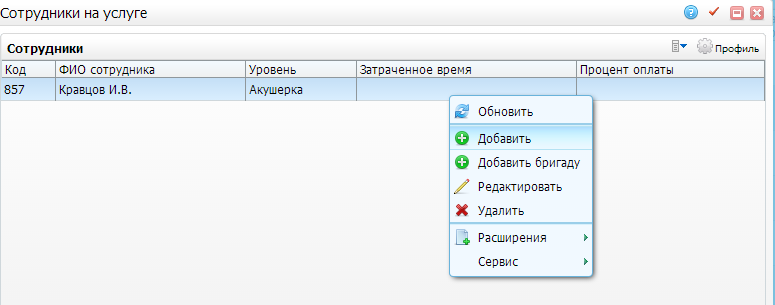 Сотрудники на услуге
Сотрудники
Профиль
Код ФИО сотрудника Уровень Затраченное время Процент оплаты
857 Кравцов И.В. Акушерка
Обновить
Добавить
Добавить бригаду
Редактировать
Удалить
Расширения
Сервис